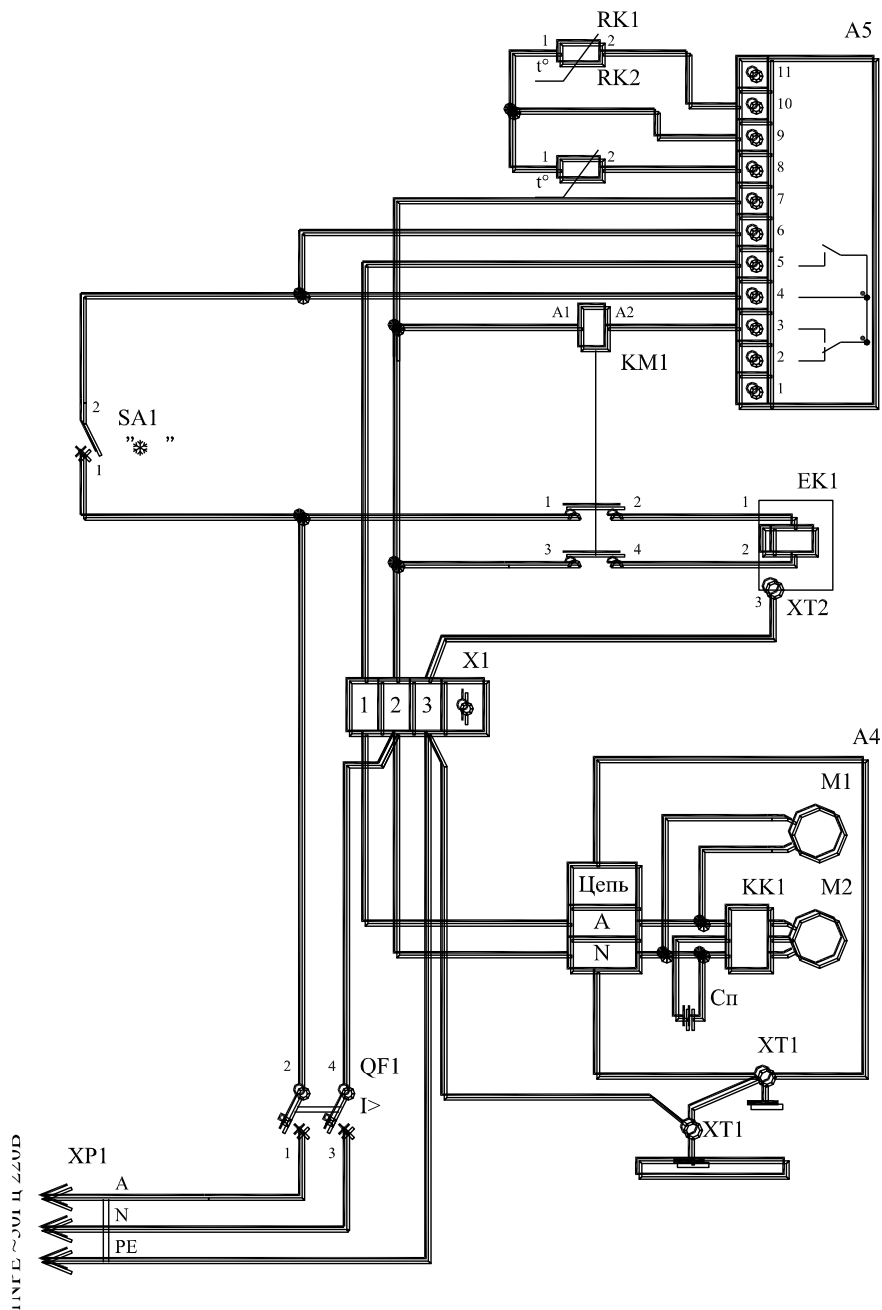 RK1
A5
1
2
t°
RK2
11
10
9
1
2
8
t°
7
6
5
4
A1
A2
3
KM1
2
1
2
SA1
"❄ "
1
EK1
1
2
1
3
4
2
3
XT2
X1
1
2
3
A4
M1
Цепь
KK1
M2
A
N
Сп
XT1
2
4
QF1
I>
XT1
1
3
XP1
A
N
PE